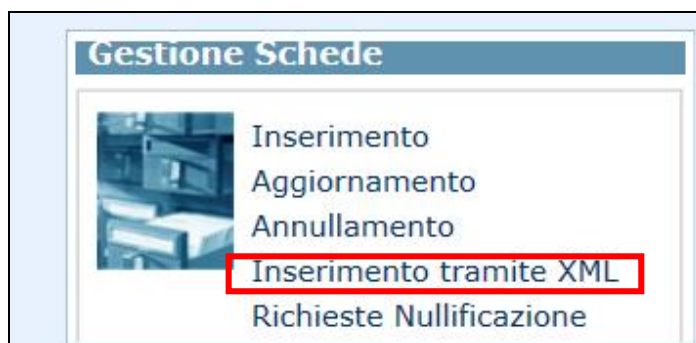 Gestione Schede
Inserimento
Aggiornamento
Annullamento
Inserimento tramite XML
Richieste Nullificazione